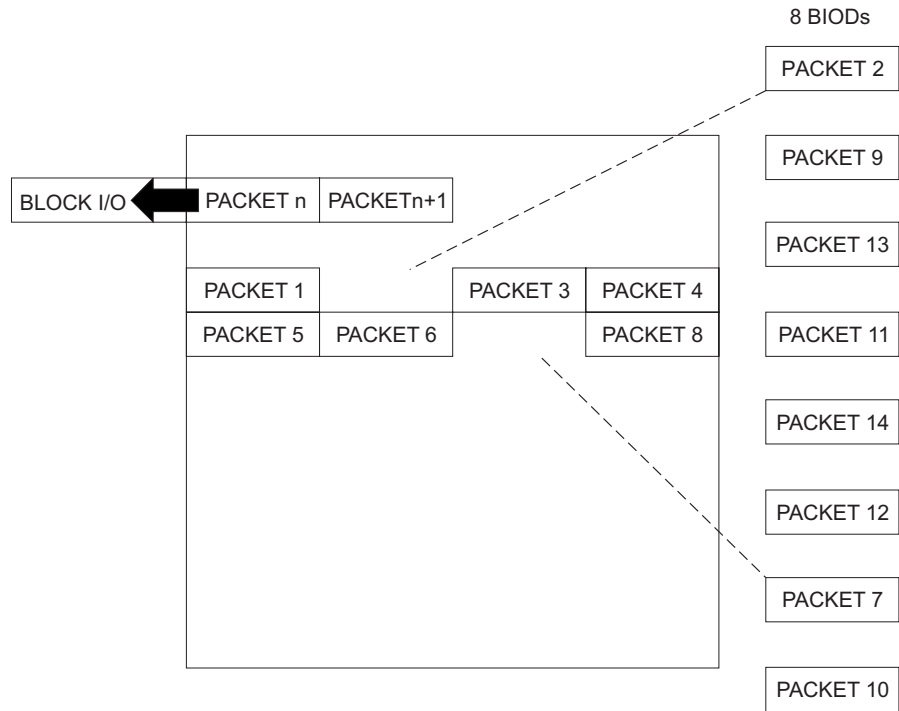 8 BIODs
PACKET 2
PACKET 9
BLOCK I/O
PACKET n
PACKETn+1
PACKET 13
PACKET 1
PACKET 3
PACKET 4
PACKET 5
PACKET 6
PACKET 8
PACKET 11
PACKET 14
PACKET 12
PACKET 7
PACKET 10